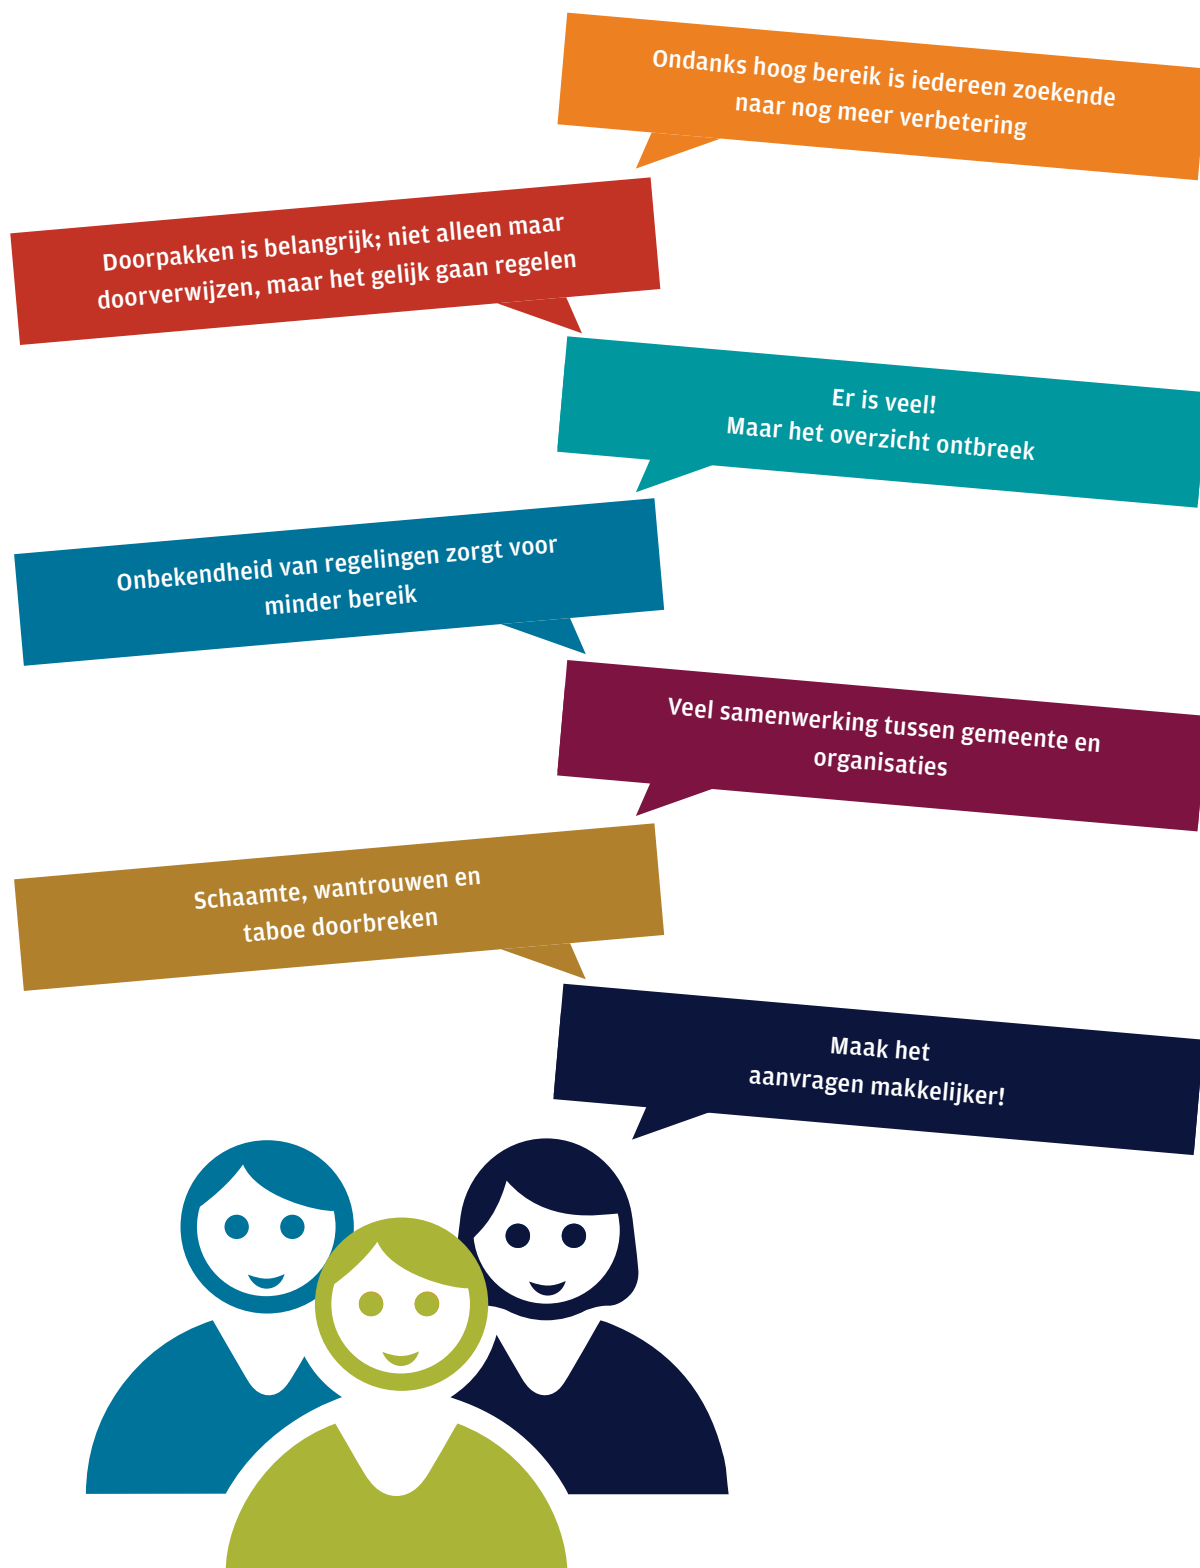 Ondanks hoog bereik is iedereen zoekende
naar nog meer verbetering
Doorpakken is belangrijk; niet alleen maar
doorverwijzen, maar het gelijk gaan regelen
Er is veel!
Maar het overzicht ontbreek
Onbekendheid van regelingen zorgt voor
minder bereik
Veel samenwerking tussen gemeente en
organisaties
Schaamte, wantrouwen en
taboe doorbreken
Maak het
aanvragen makkelijker!